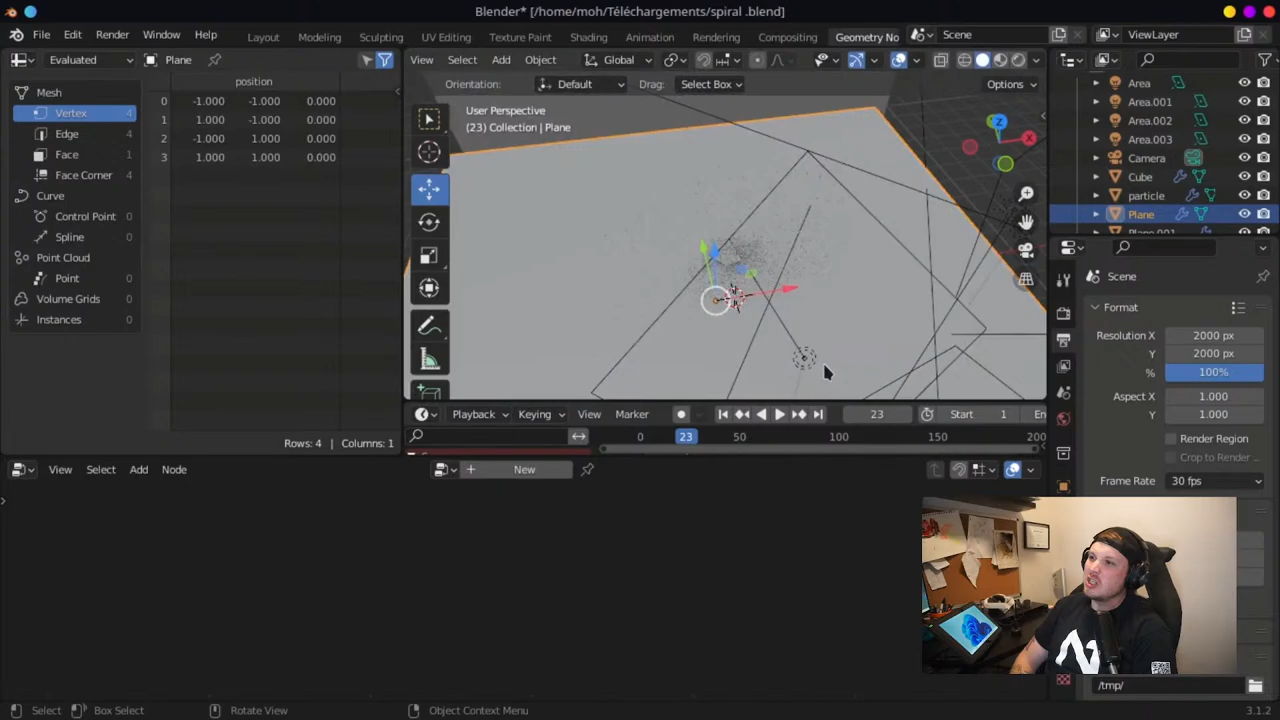 Blender* [/home/moh/Téléchargements/spiral .blend]
File Edit Render Window Help Layout Modeling Sculpting UV Editing Texture Paint Shading Animation Rendering Compositing Geometry No Scene ViewLayer
Evaluated Plane
View Select Add Object Global
Orientation: Default Drag: Select Box Options
position
Mesh
Vertex 4
Edge 4
Face 1
Face Corner 4
Curve
Control Point 0
Spline 0
Point Cloud
Point 0
Volume Grids 0
Instances 0
0 -1.000 -1.000 0.000
1 1.000 -1.000 0.000
2 -1.000 1.000 0.000
3 1.000 1.000 0.000
Rows: 4 | Columns: 1
User Perspective
(23) Collection | Plane
Z
X
Area
Area.001
Area.002
Area.003
Camera
Cube
particle
Plane
Plane.001
Scene
Format
Resolution X 2000 px
Y 2000 px
% 100%
Aspect X 1.000
Y 1.000
Render Region
Crop to Render ...
Frame Rate 30 fps
/tmp/
Playback Keying View Marker 23 Start 1 En
0 23 50 100 150 200
View Select Add Node New
Select Box Select Rotate View Object Context Menu 3.1.2